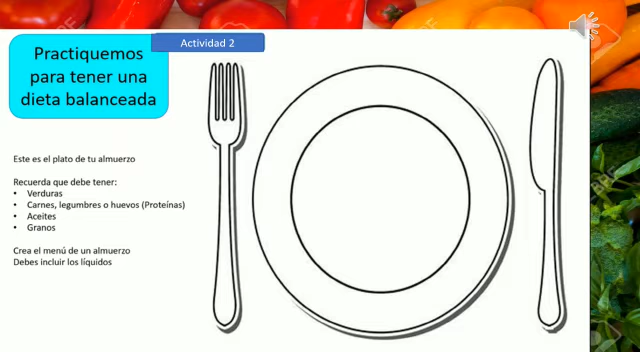 Actividad 2
Practiquemos
para tener una
dieta balanceada
Este es el plato de tu almuerzo
Recuerda que debe tener:
• Verduras
• Carnes, legumbres o huevos (Proteínas)
• Aceites
• Granos
Crea el menú de un almuerzo
Debes incluir los líquidos